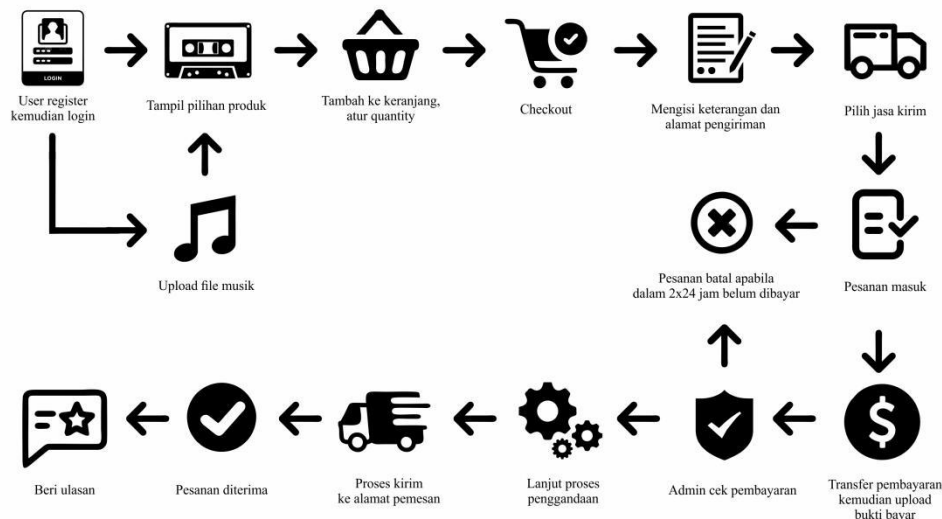 LOGIN
User register
kemudian login
Tampil pilihan produk
Tambah ke keranjang,
atur quantity
Checkout
Mengisi keterangan dan
alamat pengiriman
Pilih jasa kirim
Upload file musik
Pesanan batal apabila
dalam 2x24 jam belum dibayar
Pesanan masuk
Beri ulasan
Pesanan diterima
Proses kirim
ke alamat pemesan
Lanjut proses
penggandaan
Admin cek pembayaran
Transfer pembayaran
kemudian upload
bukti bayar